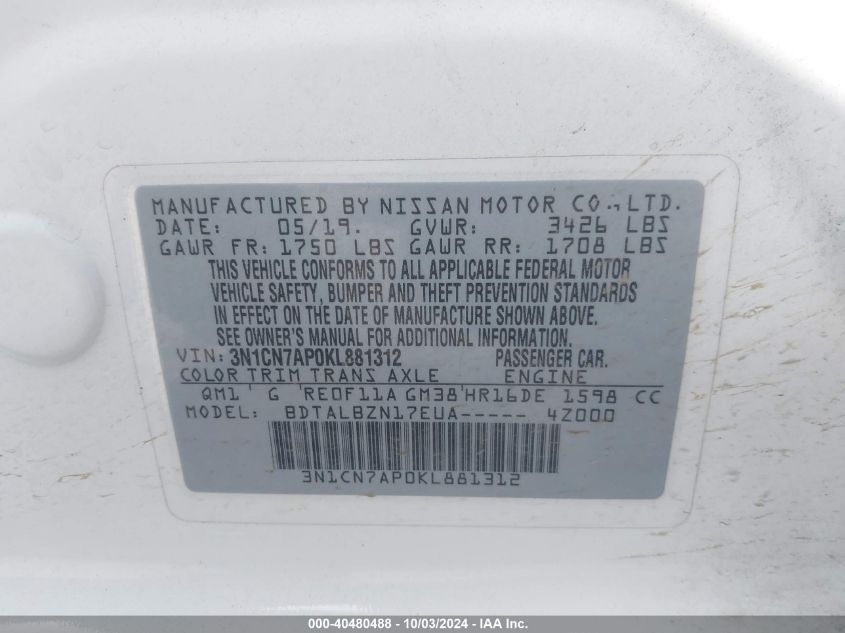 MANUFACTURED BY NISSAN MOTOR CO., LTD.
DATE: 05/19. GVWR: 3426 LBS
GAWR FR: 1750 LBS GAWR RR: 1708 LBS
THIS VEHICLE CONFORMS TO ALL APPLICABLE FEDERAL MOTOR
VEHICLE SAFETY, BUMPER AND THEFT PREVENTION STANDARDS
IN EFFECT ON THE DATE OF MANUFACTURE SHOWN ABOVE.
SEE OWNER'S MANUAL FOR ADDITIONAL INFORMATION.
VIN: 3N1CN7AP0KL881312 PASSENGER CAR.
COLOR TRIM TRANS AXLE ENGINE
QM1 ' G 'RE0F11A GM38'HR16DE 1598 CC
MODEL: BDTALBZN17EUA----- 4Z000
3N1CN7AP0KL881312
000-40480488 - 10/03/2024 - IAA Inc.